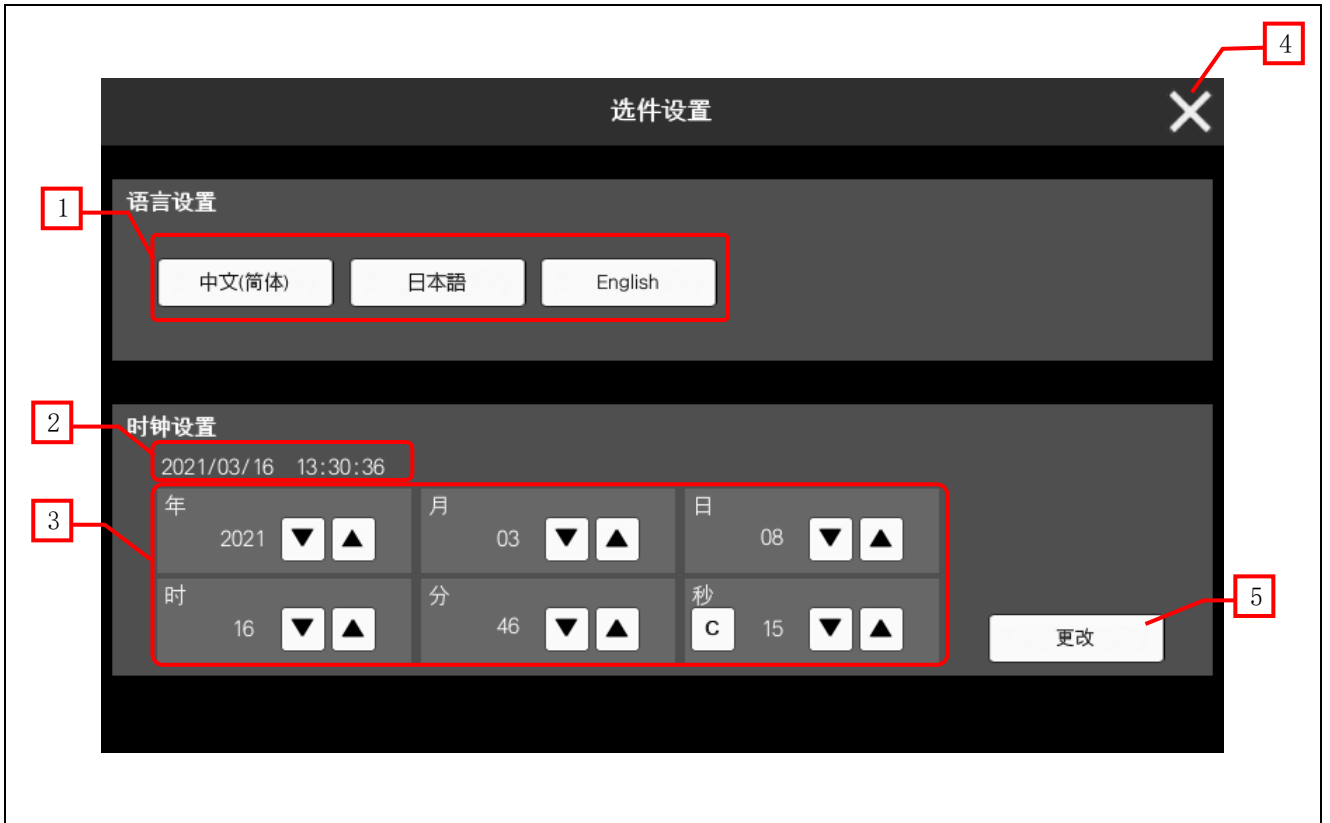 4
选件设置
1
语言设置
中文(简体) 日本語 English
2
时钟设置
2021/03/16 13:30:36
3
年 月 日
2021 ▼ ▲ 03 ▼ ▲ 08 ▼ ▲
时 分 秒
16 ▼ ▲ 46 ▼ ▲ C 15 ▼ ▲
5
更改